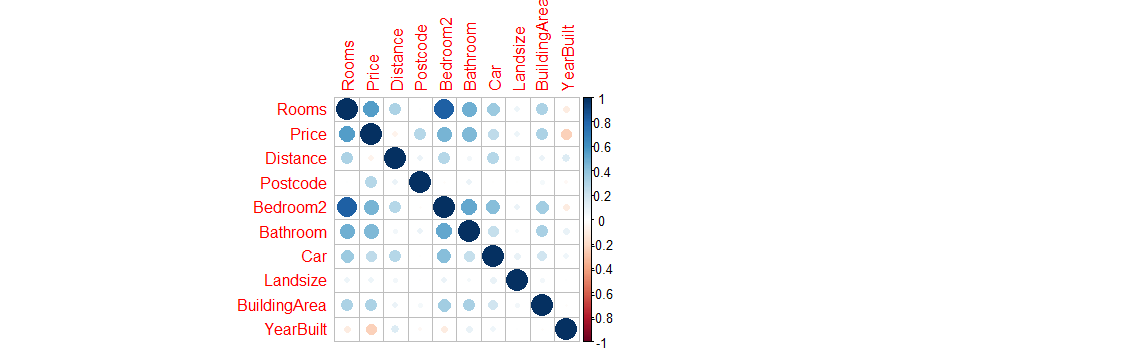 Rooms
Price
Distance
Postcode
Bedroom2
Bathroom
Car
Landsize
BuildingArea
YearBuilt
Rooms
Price
Distance
Postcode
Bedroom2
Bathroom
Car
Landsize
BuildingArea
YearBuilt
1
0.8
0.6
0.4
0.2
0
-0.2
-0.4
-0.6
-0.8
-1